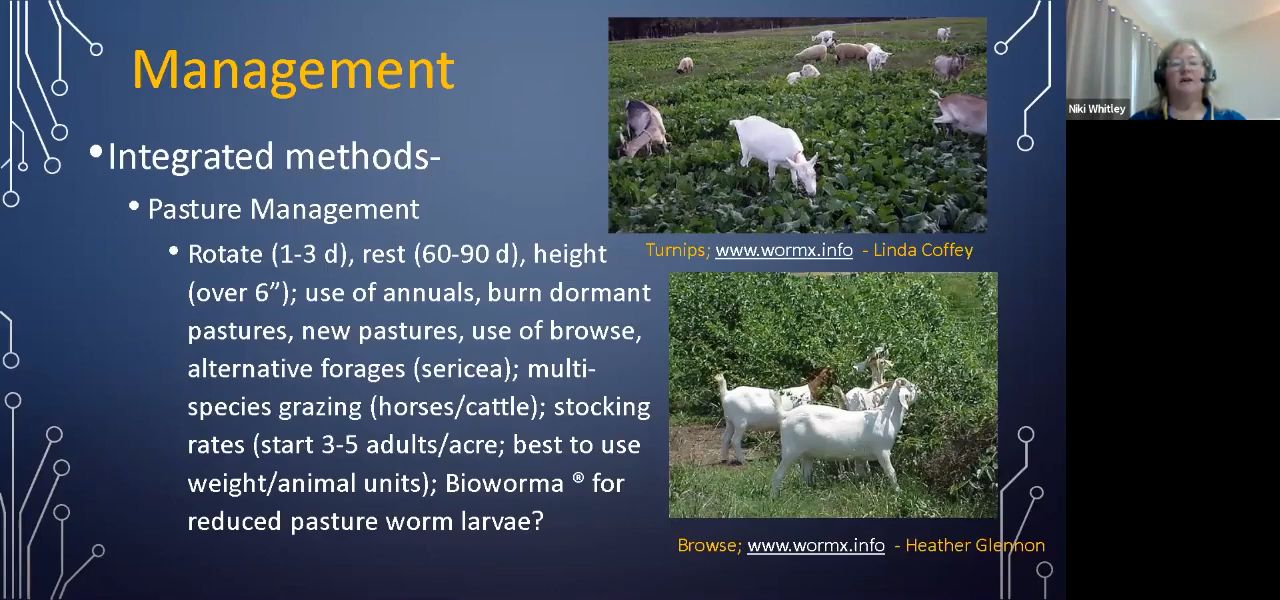 Management
•Integrated methods-
• Pasture Management
• Rotate (1-3 d), rest (60-90 d), height
(over 6”); use of annuals, burn dormant
pastures, new pastures, use of browse,
alternative forages (sericea); multi-
species grazing (horses/cattle); stocking
rates (start 3-5 adults/acre; best to use
weight/animal units); Bioworma ® for
reduced pasture worm larvae?
Turnips; www.wormx.info - Linda Coffey
Browse; www.wormx.info - Heather Glennon
Niki Whitley